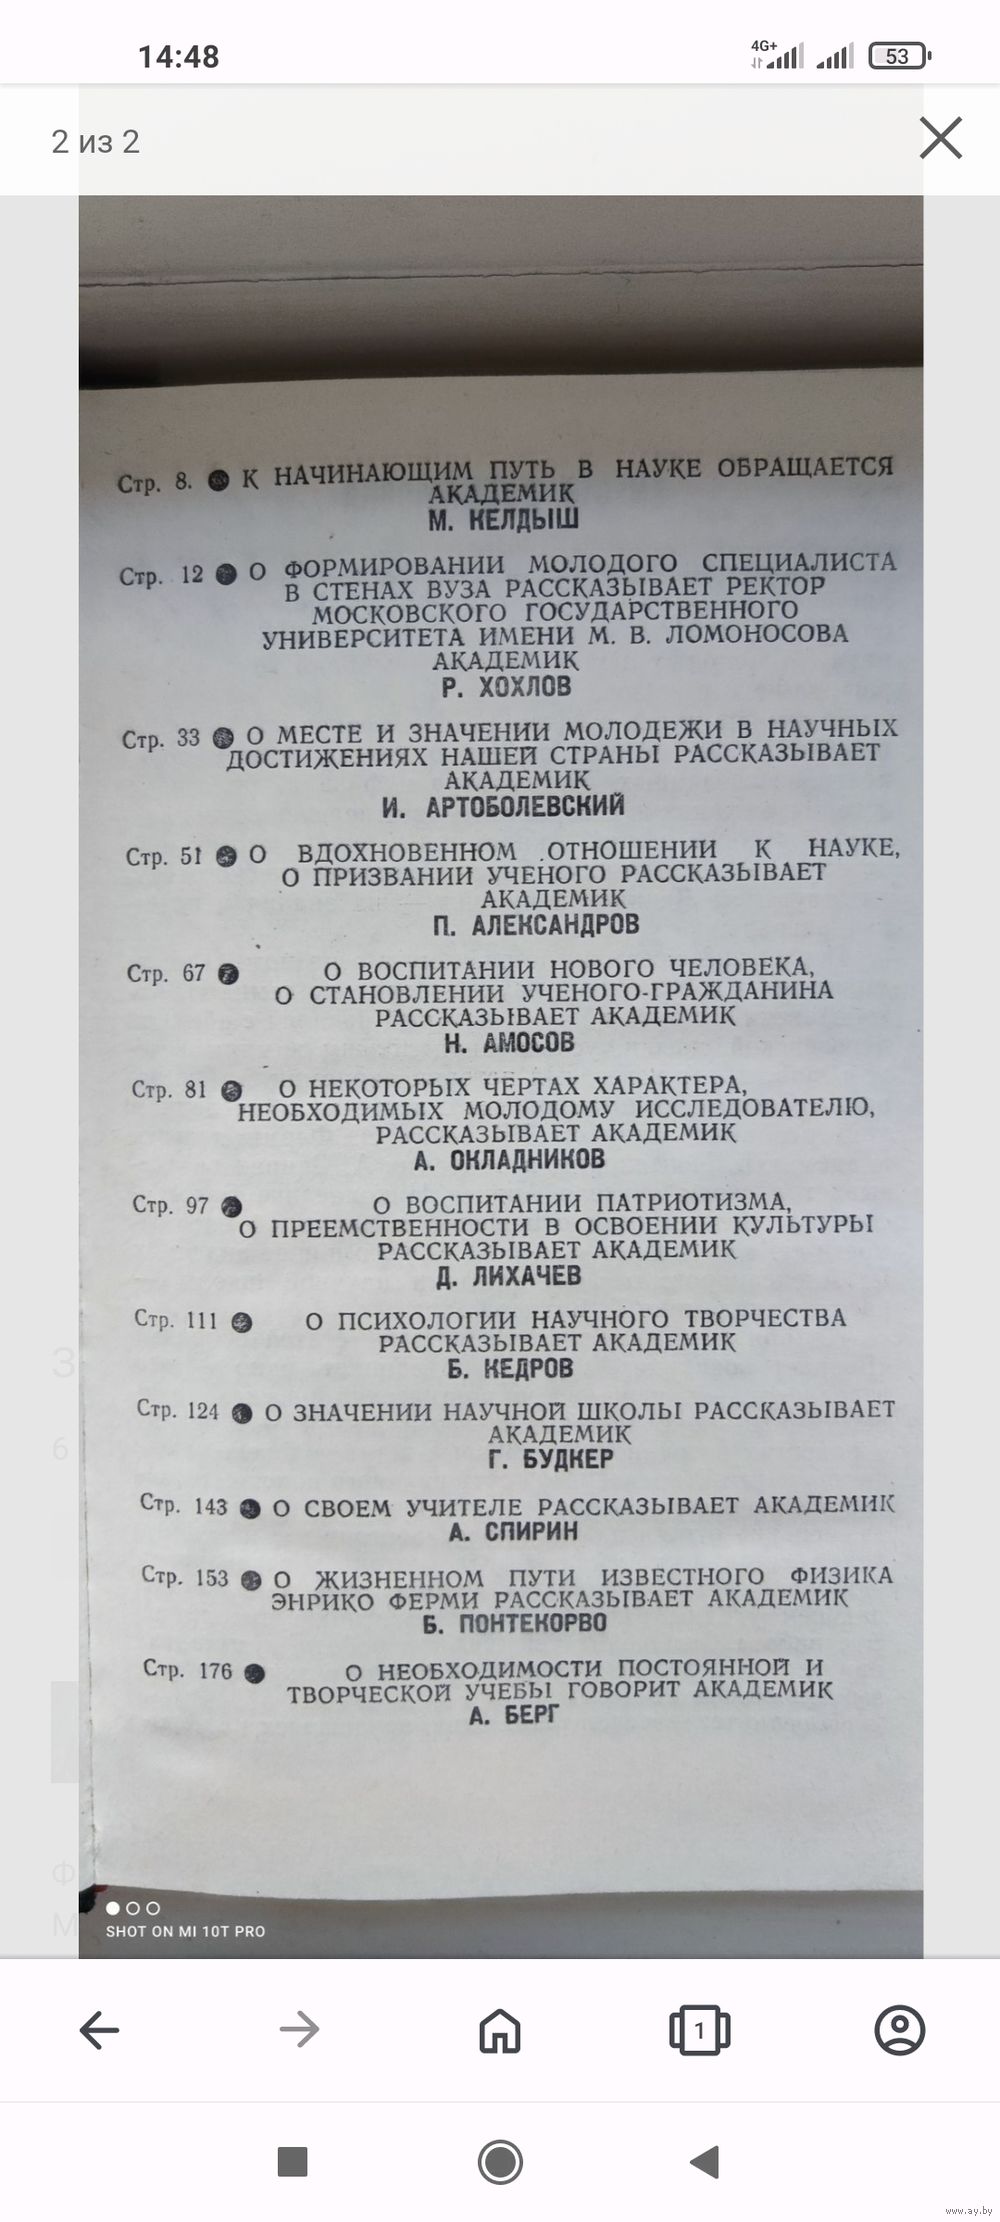 14:48
4G+
53
2 из 2
Стр. 8. К НАЧИНАЮЩИМ ПУТЬ В НАУКЕ ОБРАЩАЕТСЯ
АКАДЕМИК
М. КЕЛДЫШ
Стр. 12 О ФОРМИРОВАНИИ МОЛОДОГО СПЕЦИАЛИСТА
В СТЕНАХ ВУЗА РАССКАЗЫВАЕТ РЕКТОР
МОСКОВСКОГО ГОСУДАРСТВЕННОГО
УНИВЕРСИТЕТА ИМЕНИ М. В. ЛОМОНОСОВА
АКАДЕМИК
Р. ХОХЛОВ
Стр. 33 О МЕСТЕ И ЗНАЧЕНИИ МОЛОДЕЖИ В НАУЧНЫХ
ДОСТИЖЕНИЯХ НАШЕЙ СТРАНЫ РАССКАЗЫВАЕТ
АКАДЕМИК
И. АРТОБОЛЕВСКИЙ
Стр. 51 О ВДОХНОВЕННОМ ОТНОШЕНИИ К НАУКЕ,
О ПРИЗВАНИИ УЧЕНОГО РАССКАЗЫВАЕТ
АКАДЕМИК
П. АЛЕКСАНДРОВ
Стр. 67 О ВОСПИТАНИИ НОВОГО ЧЕЛОВЕКА,
О СТАНОВЛЕНИИ УЧЕНОГО-ГРАЖДАНИНА
РАССКАЗЫВАЕТ АКАДЕМИК
Н. АМОСОВ
Стр. 81 О НЕКОТОРЫХ ЧЕРТАХ ХАРАКТЕРА,
НЕОБХОДИМЫХ МОЛОДОМУ ИССЛЕДОВАТЕЛЮ,
РАССКАЗЫВАЕТ АКАДЕМИК
А. ОКЛАДНИКОВ
Стр. 97 О ВОСПИТАНИИ ПАТРИОТИЗМА,
О ПРЕЕМСТВЕННОСТИ В ОСВОЕНИИ КУЛЬТУРЫ
РАССКАЗЫВАЕТ АКАДЕМИК
Д. ЛИХАЧЕВ
Стр. 111 О ПСИХОЛОГИИ НАУЧНОГО ТВОРЧЕСТВА
РАССКАЗЫВАЕТ АКАДЕМИК
Б. КЕДРОВ
Стр. 124 О ЗНАЧЕНИИ НАУЧНОЙ ШКОЛЫ РАССКАЗЫВАЕТ
АКАДЕМИК
Г. БУДКЕР
Стр. 143 О СВОЕМ УЧИТЕЛЕ РАССКАЗЫВАЕТ АКАДЕМИК
А. СПИРИН
Стр. 153 О ЖИЗНЕННОМ ПУТИ ИЗВЕСТНОГО ФИЗИКА
ЭНРИКО ФЕРМИ РАССКАЗЫВАЕТ АКАДЕМИК
Б. ПОНТЕКОРВО
Стр. 176 О НЕОБХОДИМОСТИ ПОСТОЯННОЙ И
ТВОРЧЕСКОЙ УЧЕБЫ ГОВОРИТ АКАДЕМИК
А. БЕРГ
SHOT ON MI 10T PRO
1
www.ay.by